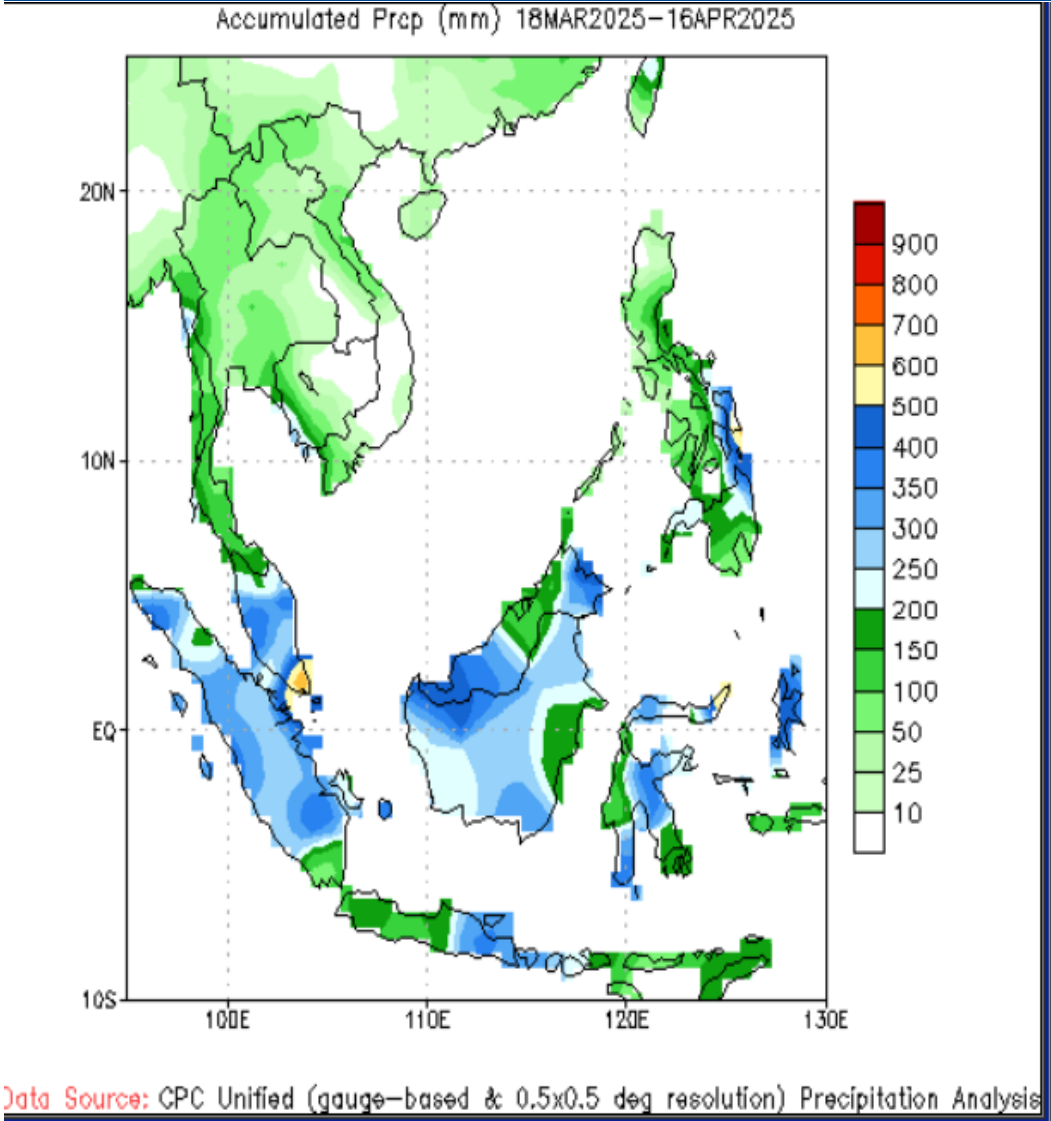 Accumulated Prcp (mm) 18MAR2025-16APR2025
20N
10N
EQ
10S
100E
110E
120E
130E
900
800
700
600
500
400
350
300
250
200
150
100
50
25
10
Data Source: CPC Unified (gauge-based & 0.5x0.5 deg resolution) Precipitation Analysis